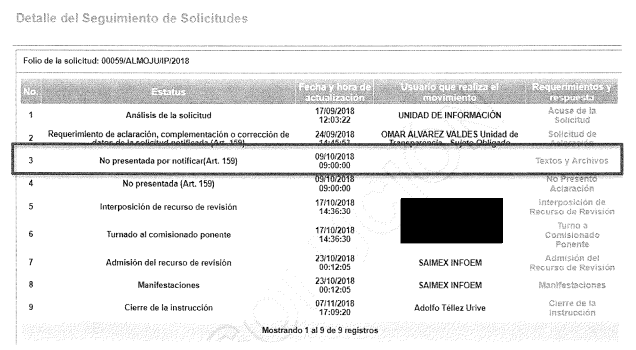 Detalle del Seguimiento de Solicitudes
Folio de la solicitud: 00059/ALMOJU/IP/2018
No. Estatus Fecha y hora de actualización Usuario que realiza el movimiento Requerimientos y respuesta
1 Análisis de la solicitud 17/09/2018 12:03:22 UNIDAD DE INFORMACIÓN Acuse de la Solicitud
2 Requerimiento de aclaración, complementación o corrección de datos de la solicitud notificada (Art. 159) 24/09/2018 14:45:57 OMAR ALVAREZ VALDES Unidad de Transparencia - Sujeto Obligado Solicitud de Aclaración
3 No presentada por notificar(Art. 159) 09/10/2018 09:00:00 Textos y Archivos
4 No presentada (Art. 159) 09/10/2018 09:00:00 No Presentó Aclaración
5 Interposición de recurso de revisión 17/10/2018 14:36:30 Interposición de Recurso de Revisión
6 Turnado al comisionado ponente 17/10/2018 14:36:30 Turno a Comisionado Ponente
7 Admisión del recurso de revisión 23/10/2018 00:12:05 SAIMEX INFOEM Admisión del Recurso de Revisión
8 Manifestaciones 23/10/2018 00:12:05 SAIMEX INFOEM Manifestaciones
9 Cierre de la instrucción 07/11/2018 17:09:20 Adolfo Téllez Urive Cierre de la Instrucción
Mostrando 1 al 9 de 9 registros